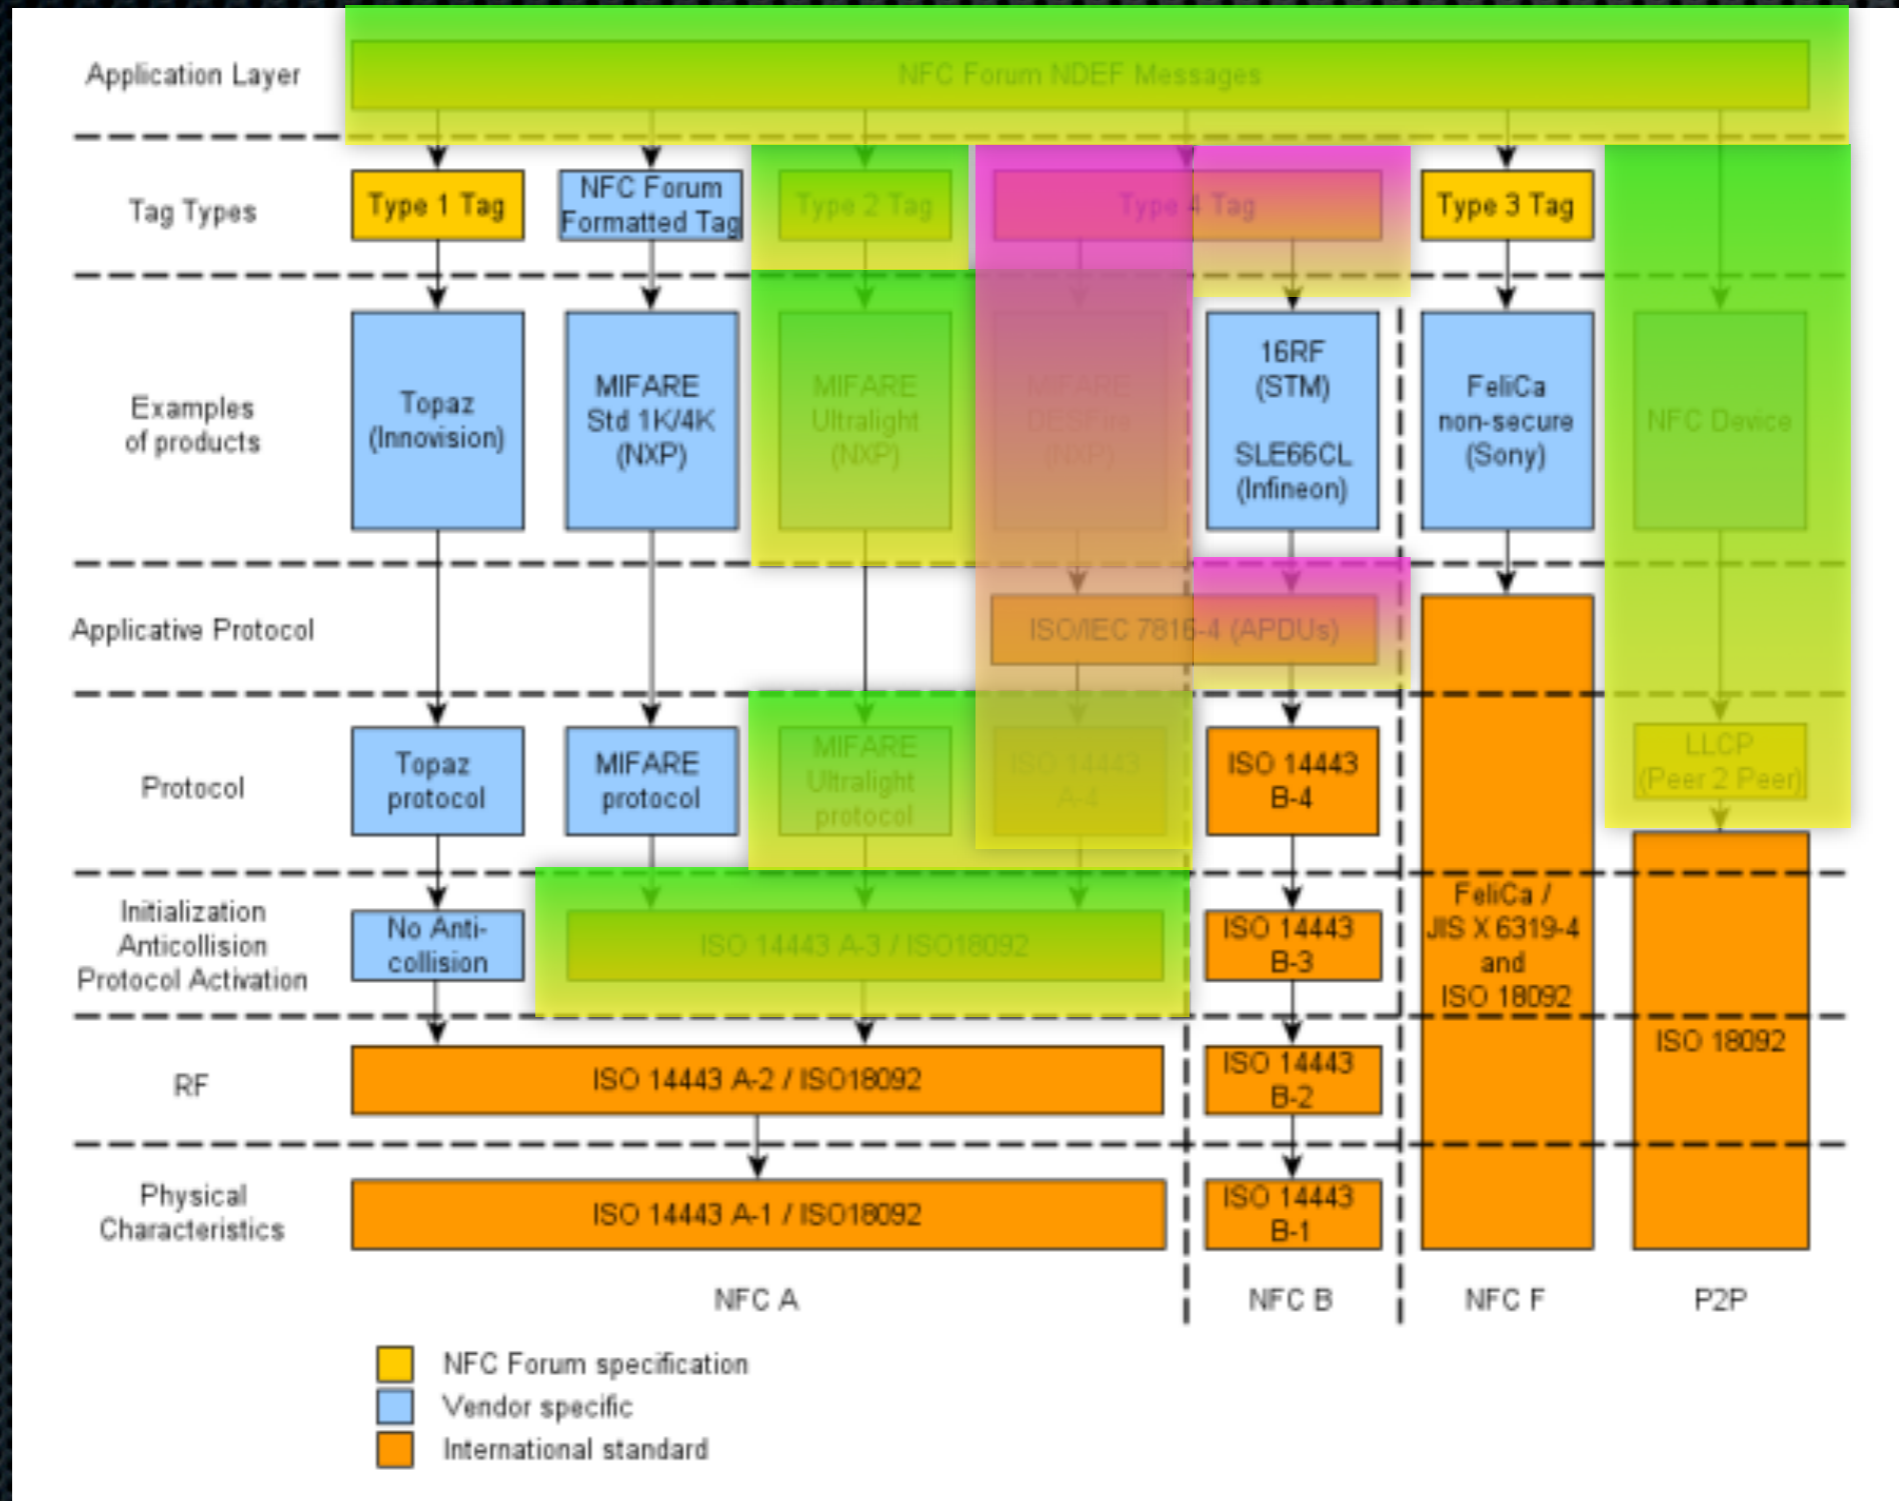 Application Layer
NFC Forum NDEF Messages
Tag Types
Type 1 Tag
NFC Forum
Formatted Tag
Type 2 Tag
Type 4 Tag
Type 3 Tag
Examples
of products
Topaz
(Innovision)
MIFARE
Std 1K/4K
(NXP)
MIFARE
Ultralight
(NXP)
MIFARE
DESFire
(NXP)
16RF
(STM)
SLE66CL
(Infineon)
FeliCa
non-secure
(Sony)
NFC Device
Applicative Protocol
ISO/IEC 7816-4 (APDUs)
Protocol
Topaz
protocol
MIFARE
protocol
MIFARE
Ultralight
protocol
ISO 14443
A-4
ISO 14443
B-4
LLCP
(Peer 2 Peer)
Initialization
Anticollision
Protocol Activation
No Anti-
collision
ISO 14443 A-3 / ISO18092
ISO 14443
B-3
FeliCa /
JIS X 6319-4
and
ISO 18092
ISO 18092
RF
ISO 14443 A-2 / ISO18092
ISO 14443
B-2
Physical
Characteristics
ISO 14443 A-1 / ISO18092
ISO 14443
B-1
NFC A
NFC B
NFC F
P2P
NFC Forum specification
Vendor specific
International standard